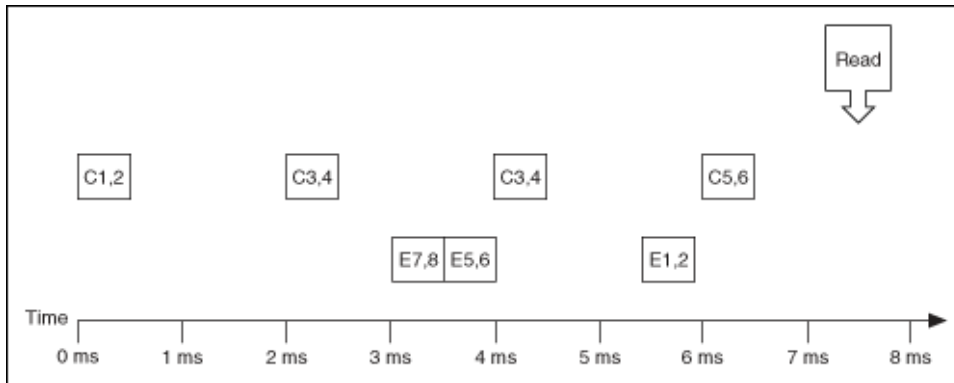 Read
C1,2 C3,4 C3,4 C5,6
E7,8 E5,6 E1,2
Time
0 ms 1 ms 2 ms 3 ms 4 ms 5 ms 6 ms 7 ms 8 ms